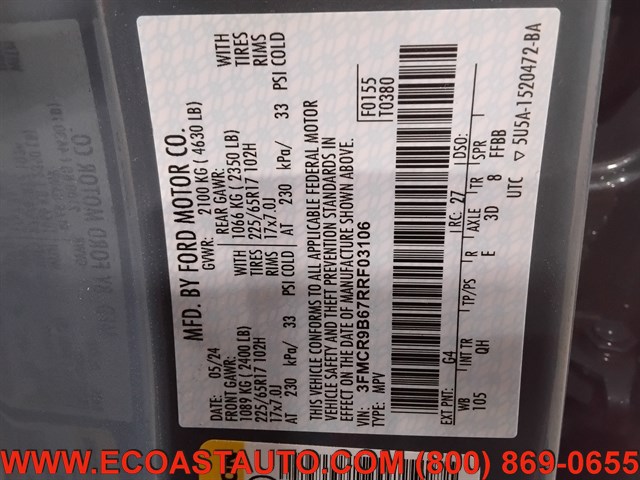 MFD. BY FORD MOTOR CO.
DATE: 05/24 GVWR: 2100 KG ( 4630 LB)
FRONT GAWR: REAR GAWR: WITH
1089 KG (2400 LB) 1066 KG ( 2350 LB) TIRES
225/65R17 102H TIRES 225/65R17 102H RIMS
17x7.0J RIMS 17x7.0J
AT 230 kPa/ 33 PSI COLD AT 230 kPa/ 33 PSI COLD
WITH
THIS VEHICLE CONFORMS TO ALL APPLICABLE FEDERAL MOTOR
VEHICLE SAFETY AND THEFT PREVENTION STANDARDS IN
EFFECT ON THE DATE OF MANUFACTURE SHOWN ABOVE.
VIN: 3FMCR9B67RRF03106
TYPE: MPV
F0155
T0380
EXT PNT: G4 RC: 27 DSO:
WB INT TR TP/PS R AXLE TR SPR
105 QH E 3D 8 FFBB
UTC ▽ 5U5A-1520472-BA
WWW.ECOASTAUTO.COM (800) 869-0655